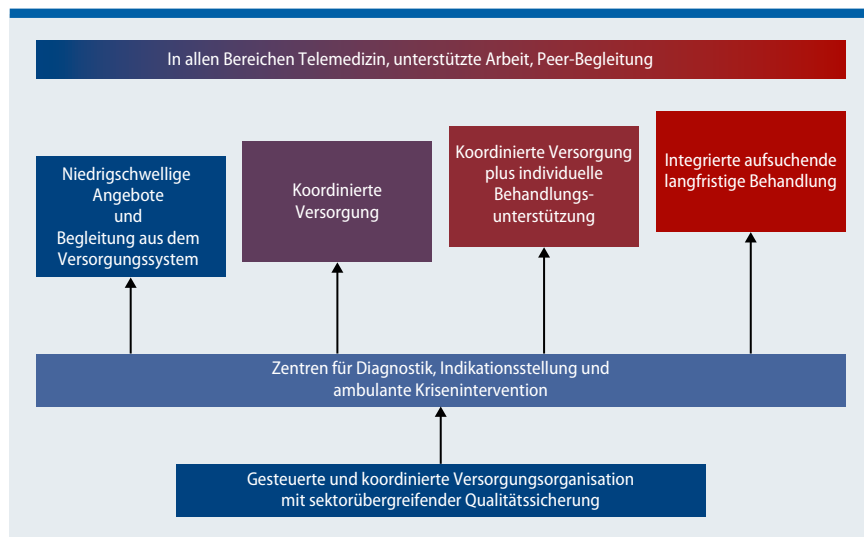 In allen Bereichen Telemedizin, unterstützte Arbeit, Peer-Begleitung
Niedrigschwellige
Angebote
und
Begleitung aus dem
Versorgungssystem
Koordinierte
Versorgung
Koordinierte Versorgung
plus individuelle
Behandlungs-
unterstützung
Integrierte aufsuchende
langfristige Behandlung
Zentren für Diagnostik, Indikationsstellung und
ambulante Krisenintervention
Gesteuerte und koordinierte Versorgungsorganisation
mit sektorübergreifender Qualitätssicherung